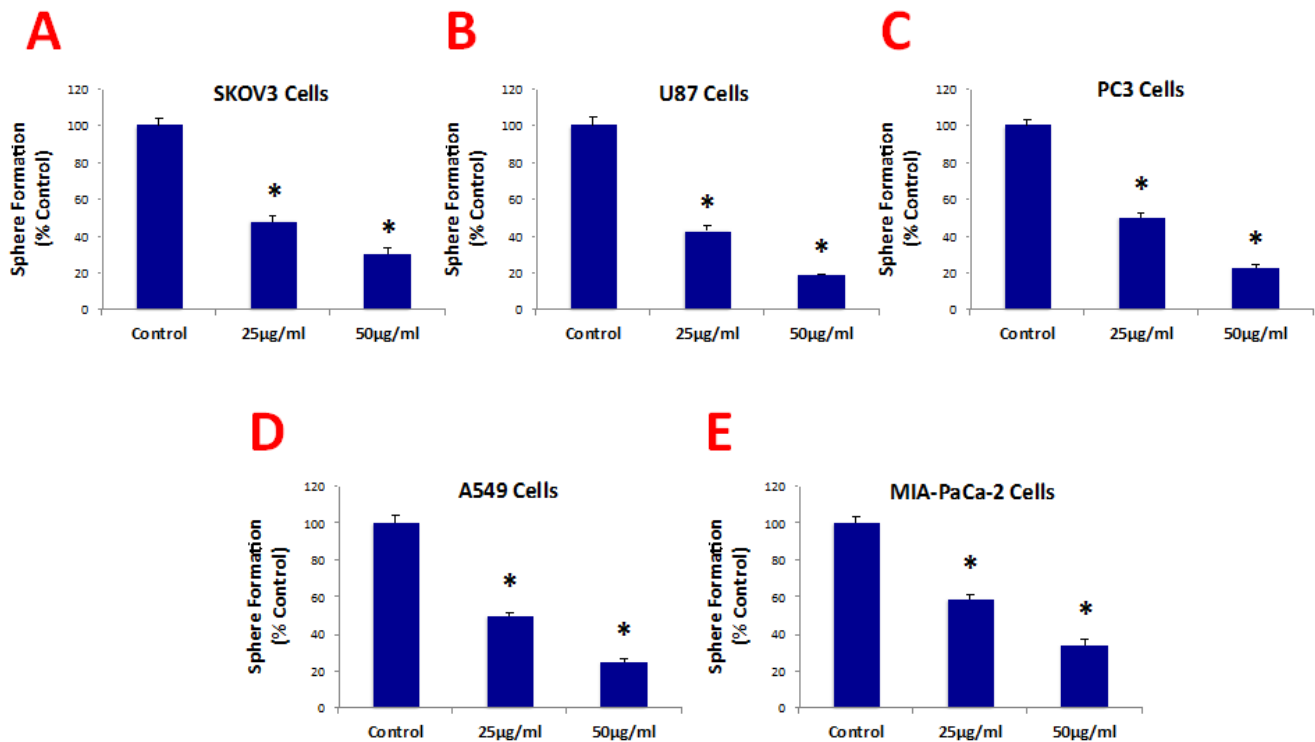 A
SKOV3 Cells
Sphere Formation
(% Control)
120
100
80
60
40
20
0
*
*
Control 25µg/ml 50µg/ml
B
U87 Cells
Sphere Formation
(% Control)
120
100
80
60
40
20
0
*
*
Control 25µg/ml 50µg/ml
C
PC3 Cells
Sphere Formation
(% Control)
120
100
80
60
40
20
0
*
*
Control 25µg/ml 50µg/ml
D
A549 Cells
Sphere Formation
(% Control)
120
100
80
60
40
20
0
*
*
Control 25µg/ml 50µg/ml
E
MIA-PaCa-2 Cells
Sphere Formation
(% Control)
120
100
80
60
40
20
0
*
*
Control 25µg/ml 50µg/ml